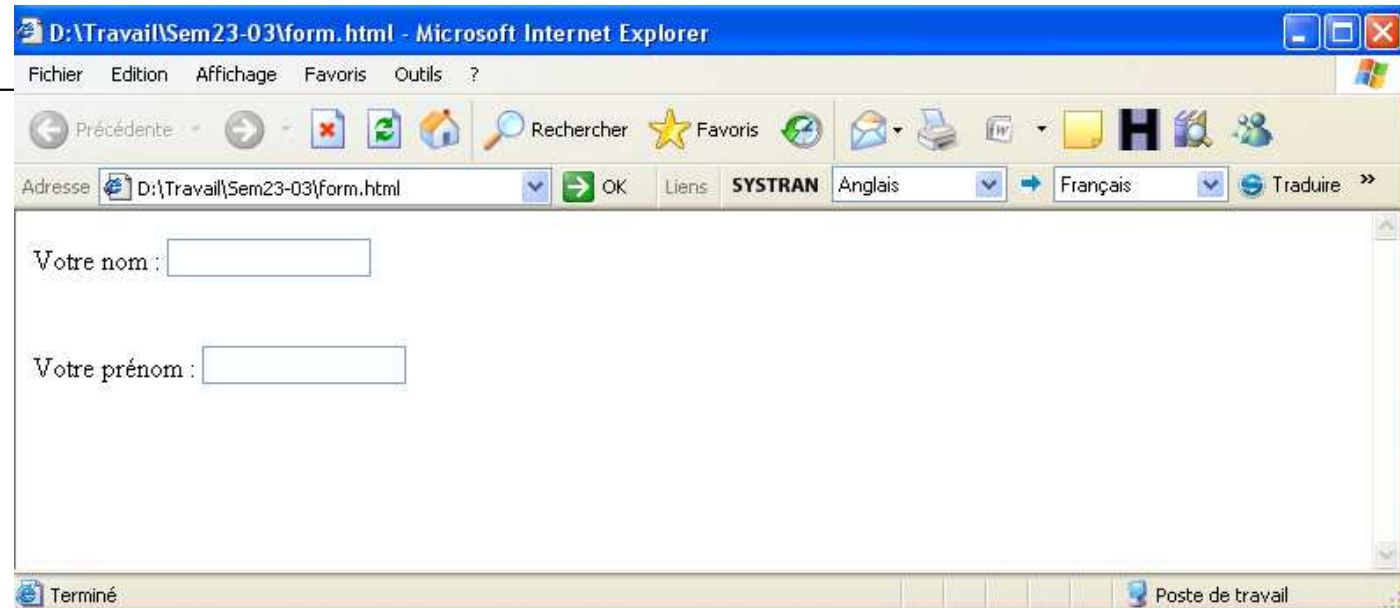 D:\Travail\Sem23-03\form.html - Microsoft Internet Explorer
Fichier Edition Affichage Favoris Outils ?
Précédente Rechercher Favoris W H
Adresse D:\Travail\Sem23-03\form.html OK Liens SYSTRAN Anglais Français Traduire »
Votre nom :
Votre prénom :
Terminé Poste de travail